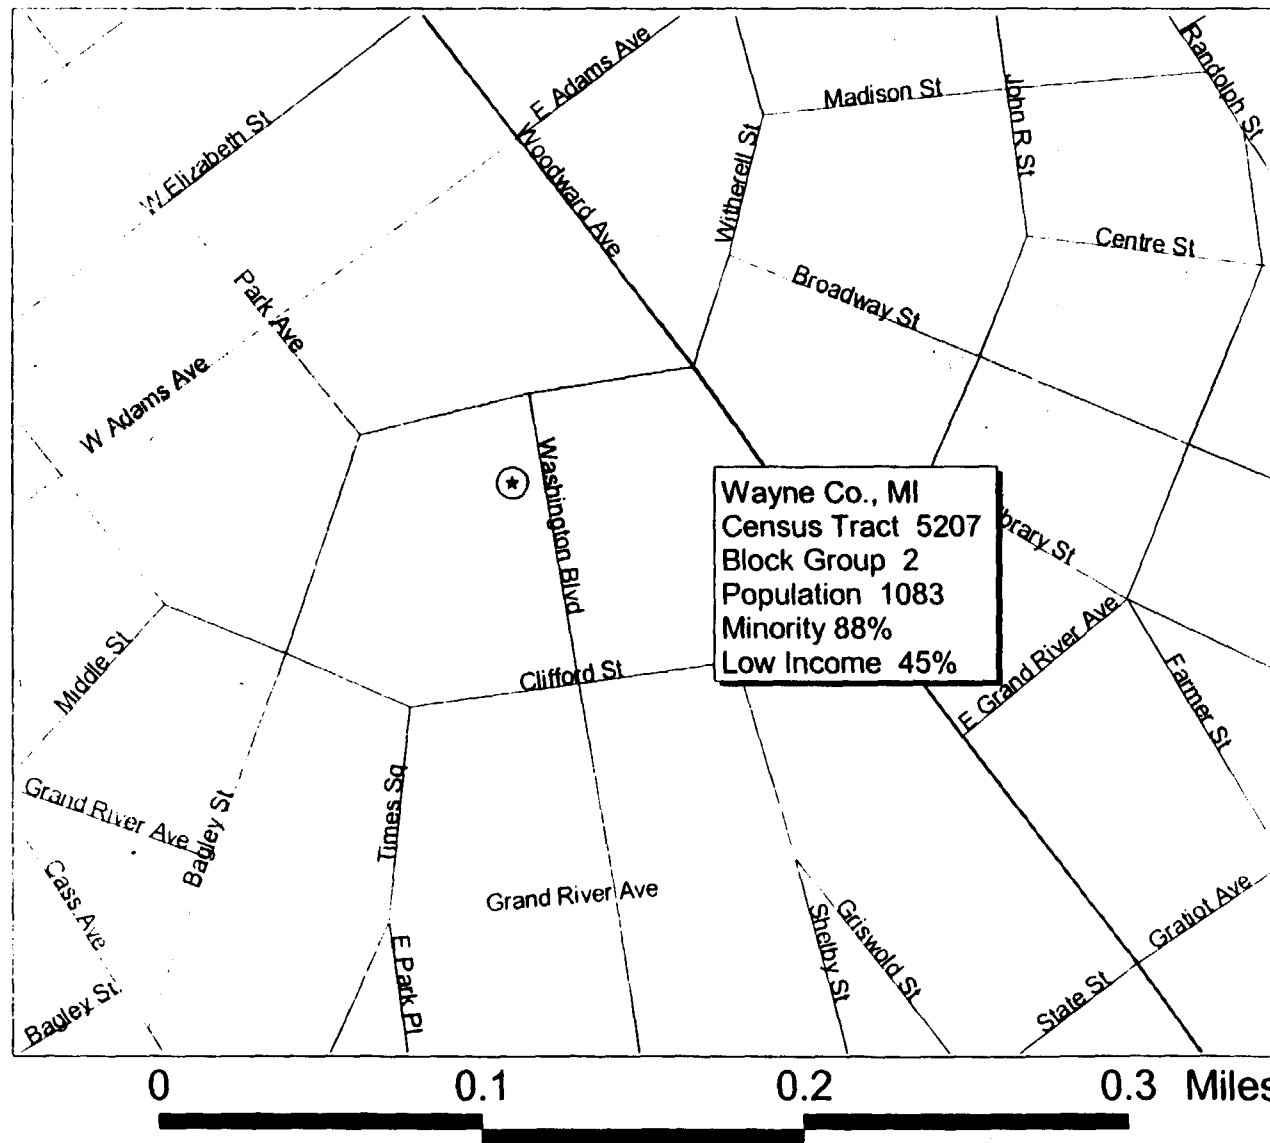 Randolph St
E Adams Ave
Madison St
John R St
W Elizabeth St
Woodward Ave
Witherell St
Centre St
Park Ave
Broadway St
W Adams Ave
Washington Blvd
Wayne Co., MI
Census Tract 5207
Block Group 2
Population 1083
Minority 88%
Low Income 45%
brary St
Middle St
Clifford St
E Grand River Ave
Farmer St
Grand River Ave
Bagley St
Times Sq
Cass Ave
Grand River Ave
Shelby St
Griswold St
Gratiot Ave
E Park Pl
State St
Bagley St
0 0.1 0.2 0.3 Miles